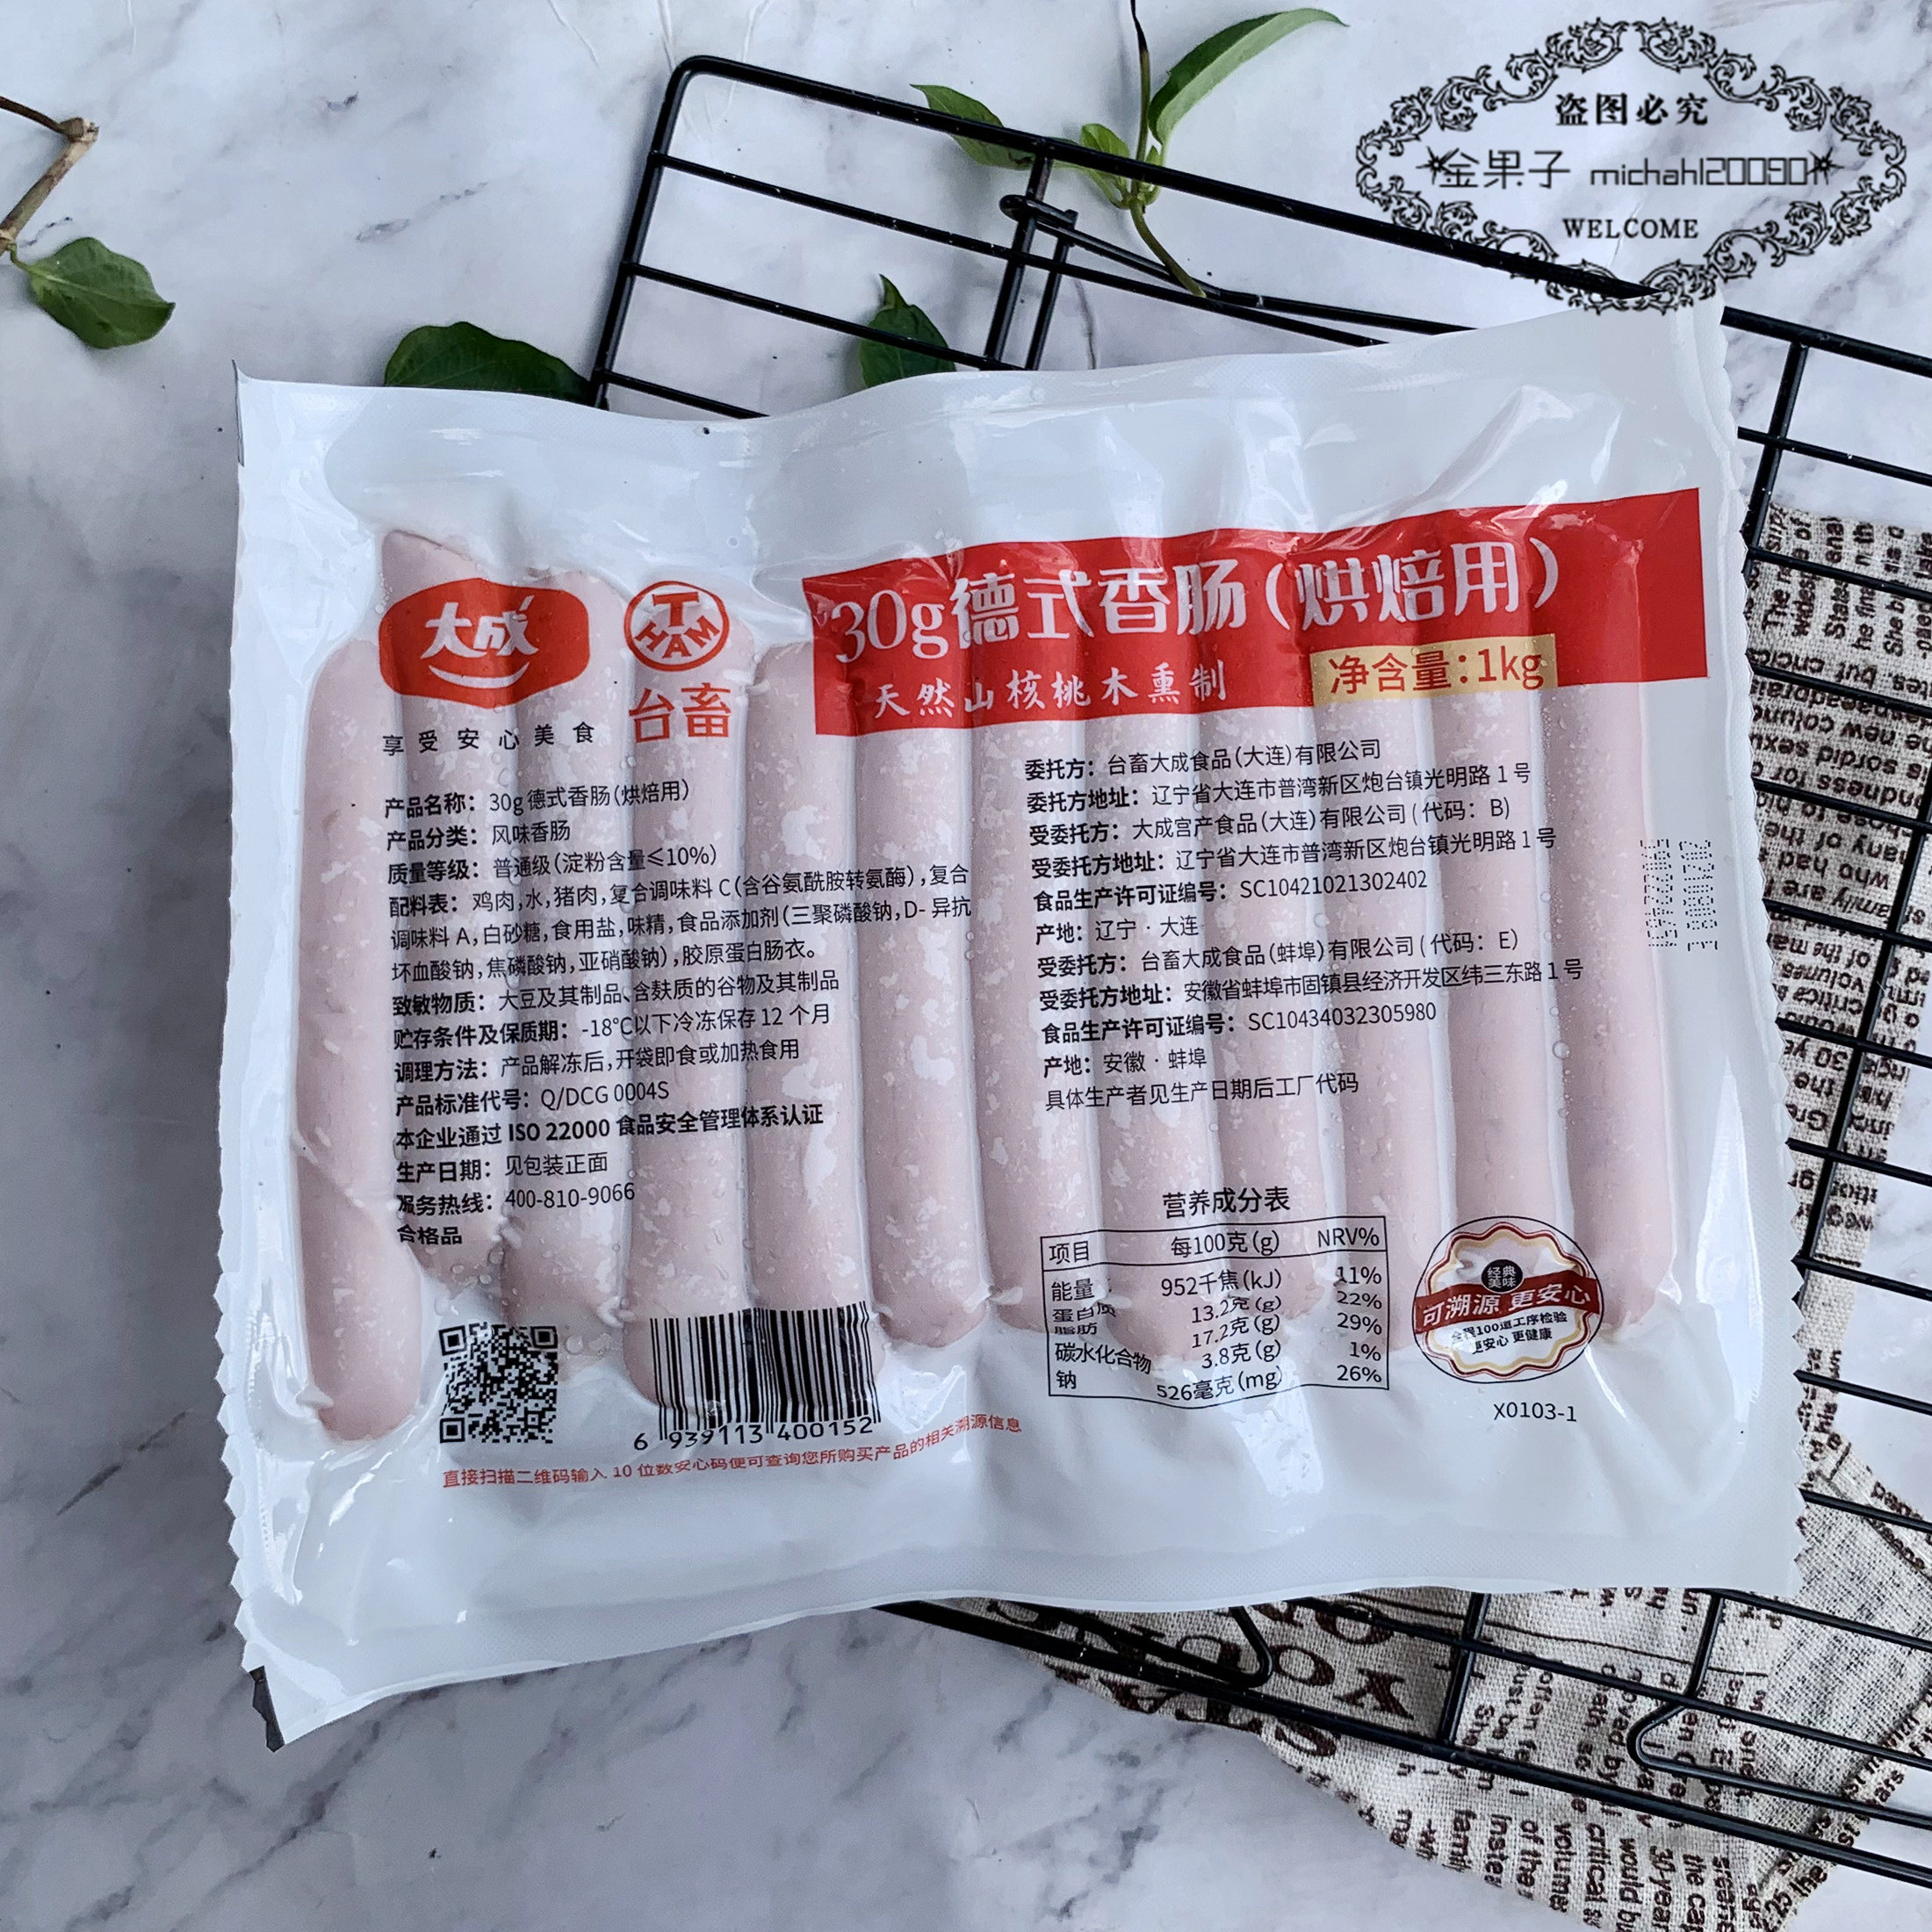 盗图必究
金果子 michahl20090
WELCOME
大成
T
HAM
台畜
享受安心美食
30g德式香肠(烘焙用)
天然山核桃木熏制
净含量:1kg
产品名称：30g德式香肠(烘焙用)
产品分类：风味香肠
质量等级：普通级(淀粉含量≤10%)
配料表：鸡肉,水,猪肉,复合调味料C(含谷氨酰胺转氨酶),复合
调味料A,白砂糖,食用盐,味精,食品添加剂(三聚磷酸钠,D-异抗
坏血酸钠,焦磷酸钠,亚硝酸钠),胶原蛋白肠衣。
致敏物质：大豆及其制品、含麸质的谷物及其制品
贮存条件及保质期：-18℃以下冷冻保存12个月
调理方法：产品解冻后,开袋即食或加热食用
产品标准代号：Q/DCG 0004S
本企业通过 ISO 22000 食品安全管理体系认证
生产日期：见包装正面
服务热线：400-810-9066
合格品
委托方：台畜大成食品(大连)有限公司
委托方地址：辽宁省大连市普湾新区炮台镇光明路1号
受委托方：大成宫产食品(大连)有限公司(代码：B)
受委托方地址：辽宁省大连市普湾新区炮台镇光明路1号
食品生产许可证编号：SC10421021302402
产地：辽宁·大连
受委托方：台畜大成食品(蚌埠)有限公司(代码：E)
受委托方地址：安徽省蚌埠市固镇县经济开发区纬三东路1号
食品生产许可证编号：SC10434032305980
产地：安徽·蚌埠
具体生产者见生产日期后工厂代码
营养成分表
项目 每100克(g) NRV%
能量 952千焦(kJ) 11%
蛋白质 13.2克(g) 22%
脂肪 17.2克(g) 29%
碳水化合物 3.8克(g) 1%
钠 526毫克(mg) 26%
经典
美味
可溯源 更安心
全程100道工序检验
更安心 更健康
X0103-1
6 939113 400152
直接扫描二维码输入10位数安心码便可查询您所购买产品的相关溯源信息